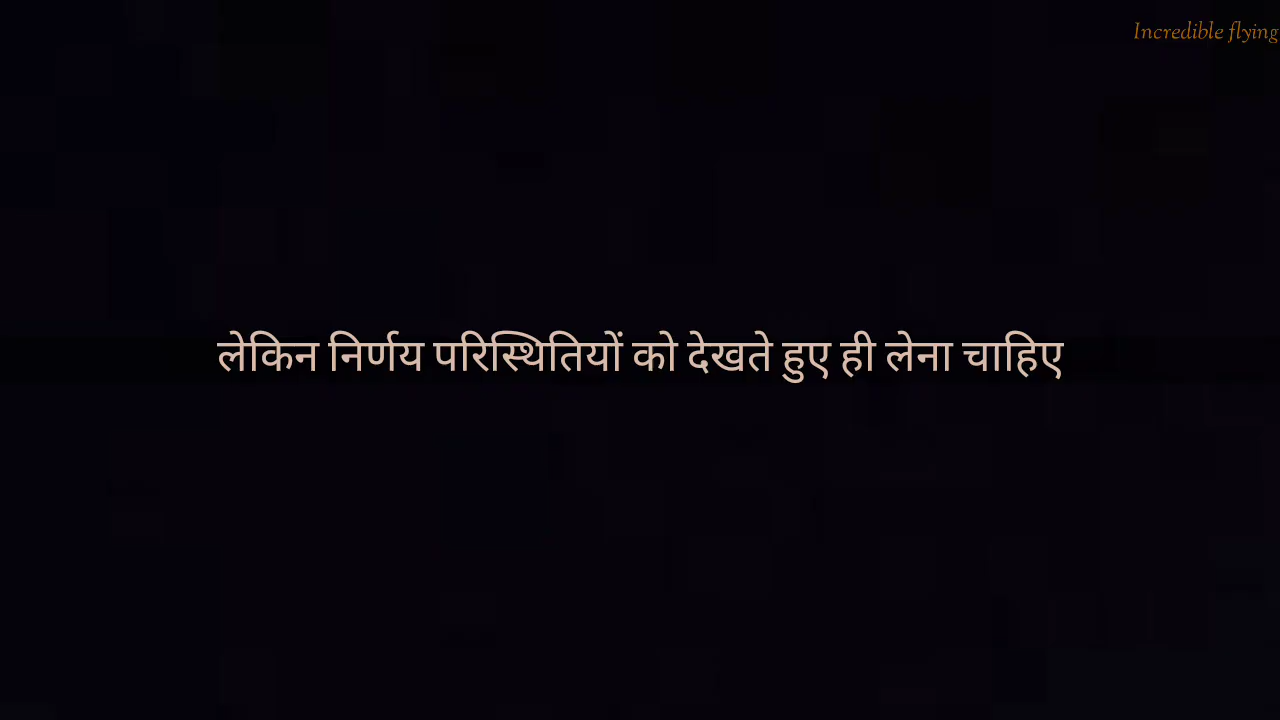 Incredible flying
लेकिन निर्णय परिस्थितियों को देखते हुए ही लेना चाहिए